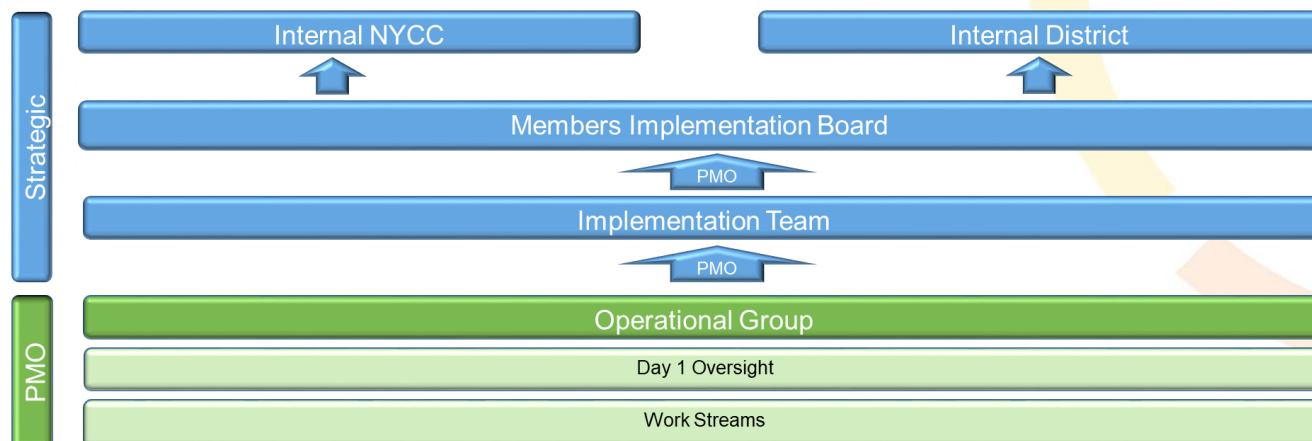 Strategic
Internal NYCC
Internal District
Members Implementation Board
PMO
Implementation Team
PMO
PMO
Operational Group
Day 1 Oversight
Work Streams